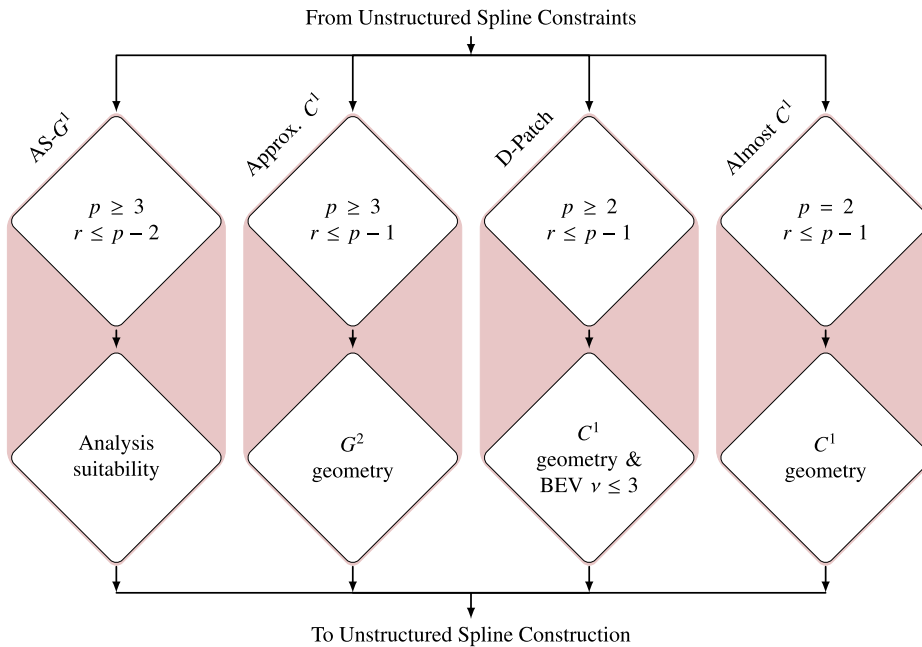 From Unstructured Spline Constraints
AS-G¹
Approx. C¹
D-Patch
Almost C¹
p ≥ 3
r ≤ p − 2
p ≥ 3
r ≤ p − 1
p ≥ 2
r ≤ p − 1
p = 2
r ≤ p − 1
Analysis
suitability
G²
geometry
C¹
geometry &
BEV ν ≤ 3
C¹
geometry
To Unstructured Spline Construction